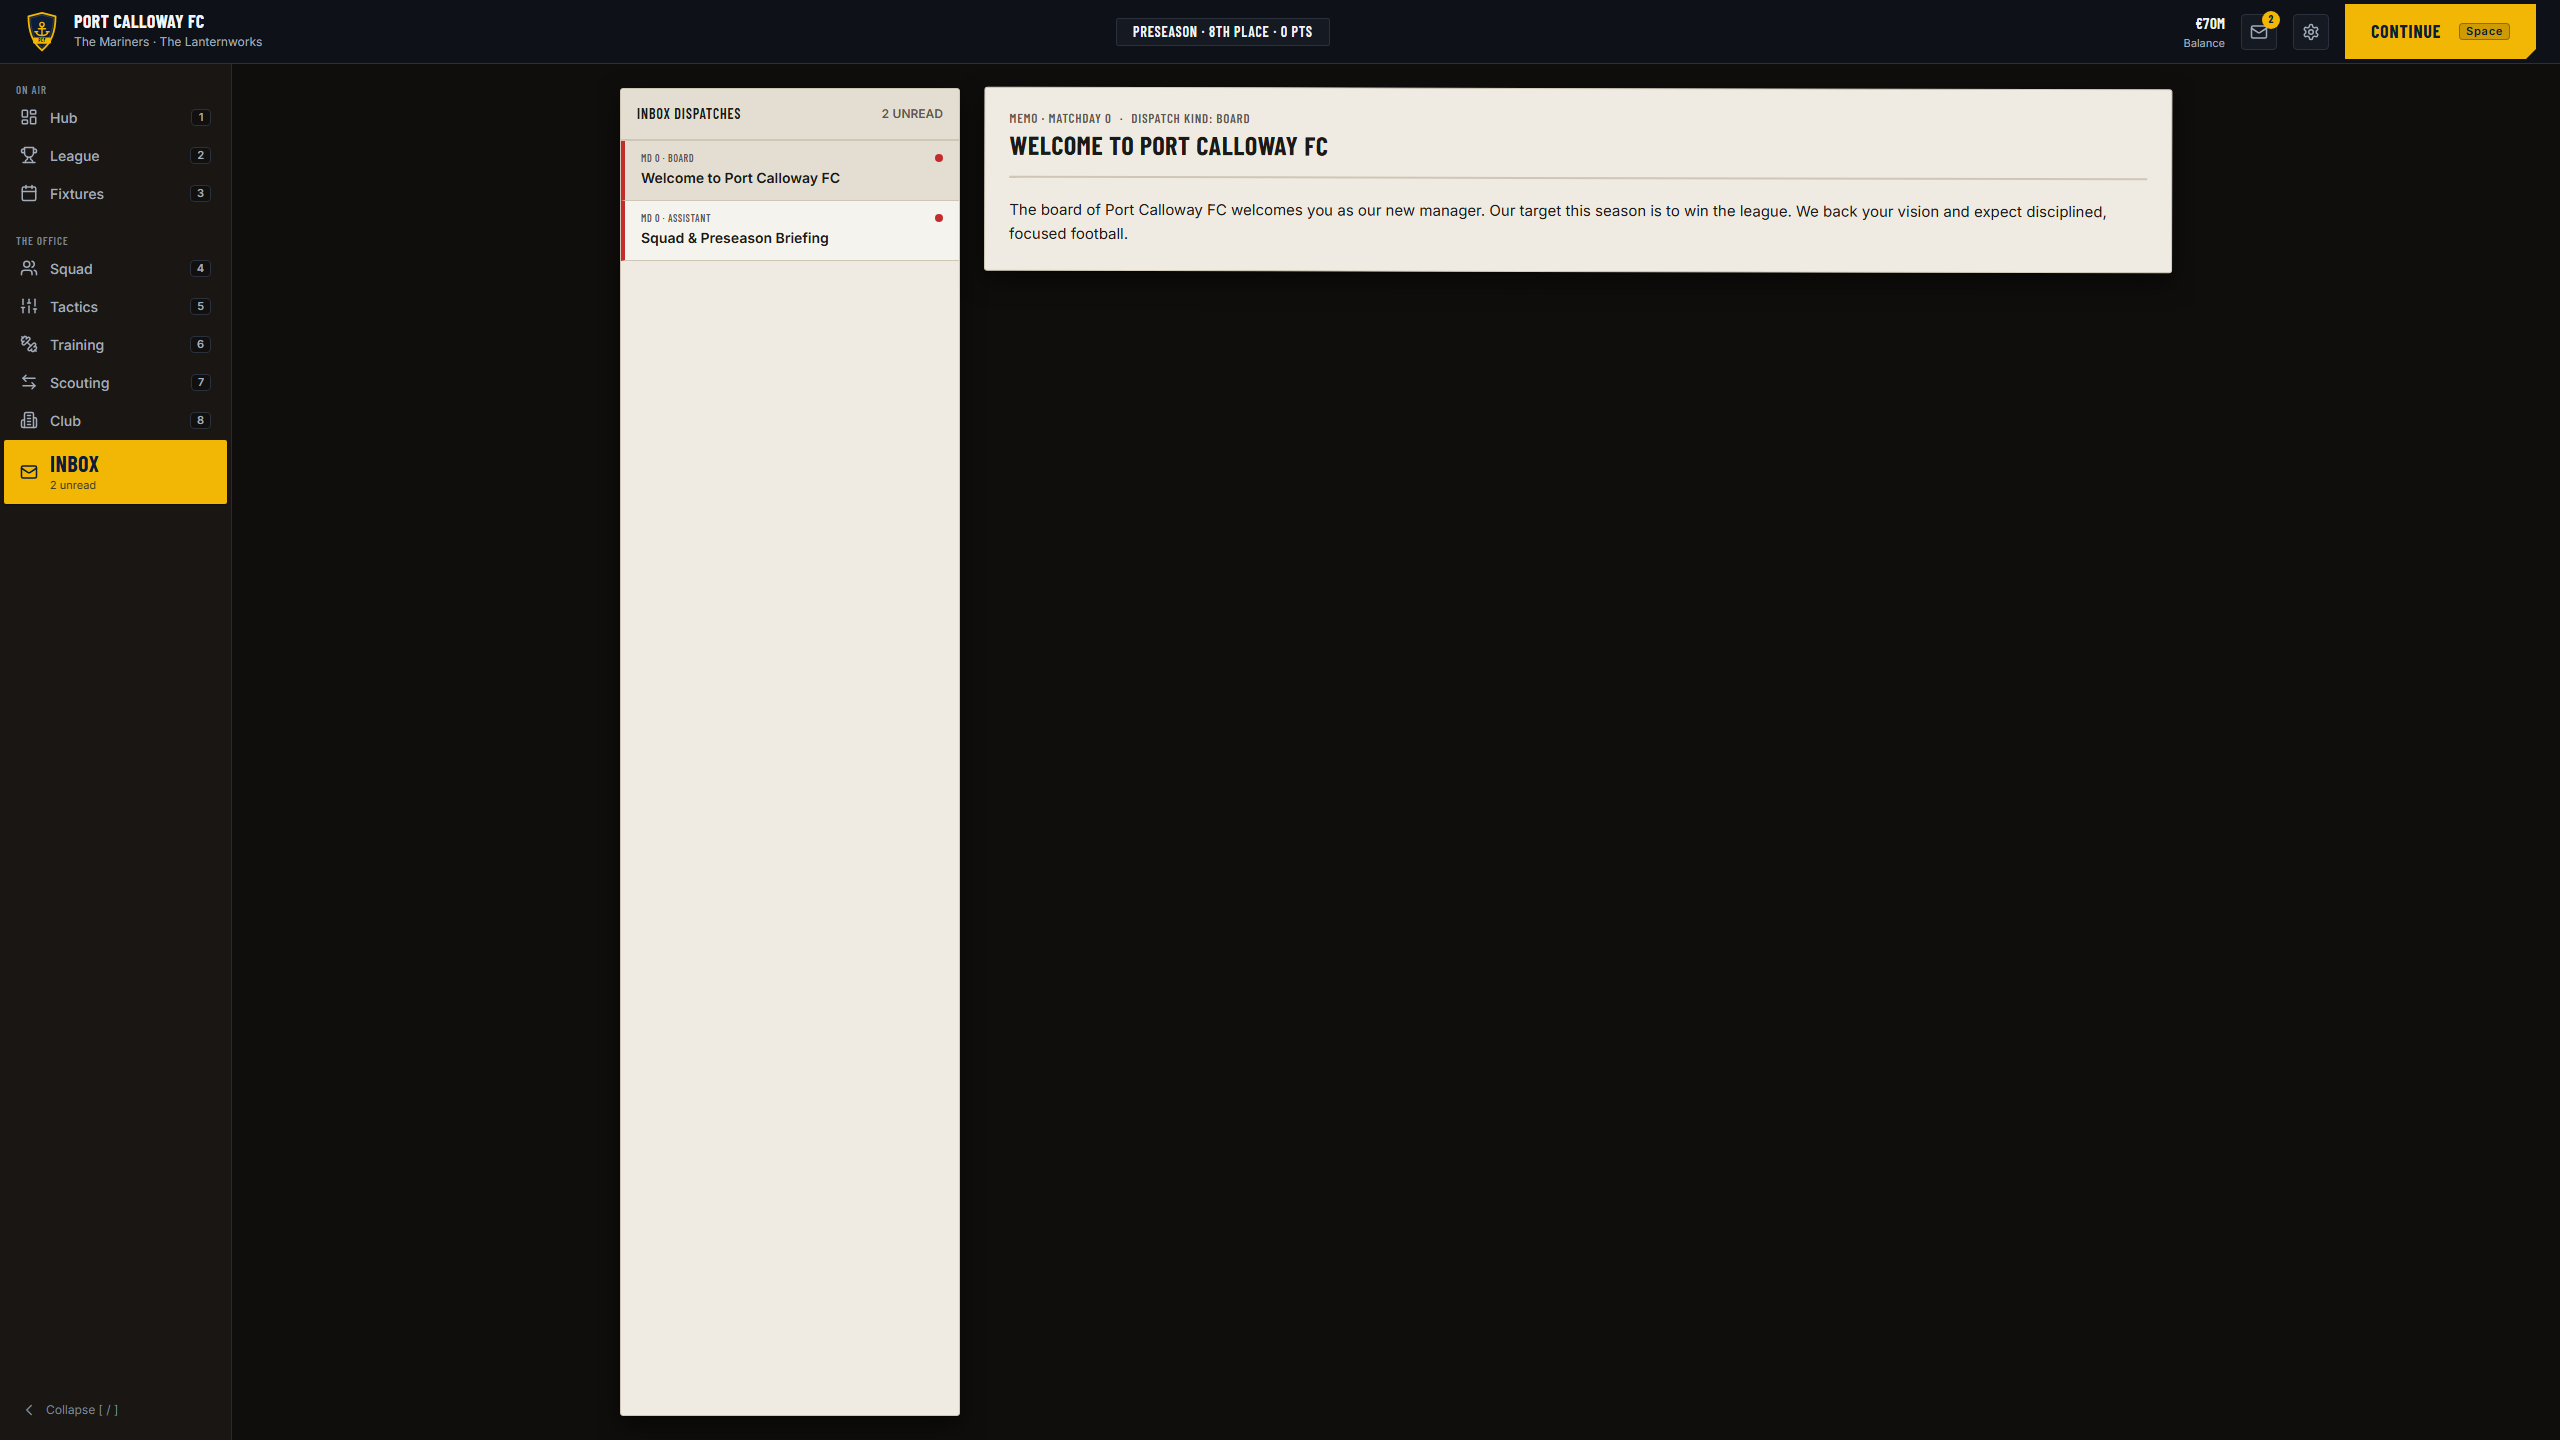 PORT CALLOWAY FC
The Mariners · The Lanternworks
PRESEASON · 8TH PLACE · 0 PTS
€70M
Balance
2
CONTINUE Space
ON AIR
Hub 1
League 2
Fixtures 3
THE OFFICE
Squad 4
Tactics 5
Training 6
Scouting 7
Club 8
INBOX
2 unread
Collapse [ / ]
INBOX DISPATCHES 2 UNREAD
MD 0 · BOARD
Welcome to Port Calloway FC
MD 0 · ASSISTANT
Squad & Preseason Briefing
MEMO · MATCHDAY 0 · DISPATCH KIND: BOARD
WELCOME TO PORT CALLOWAY FC
The board of Port Calloway FC welcomes you as our new manager. Our target this season is to win the league. We back your vision and expect disciplined,
focused football.